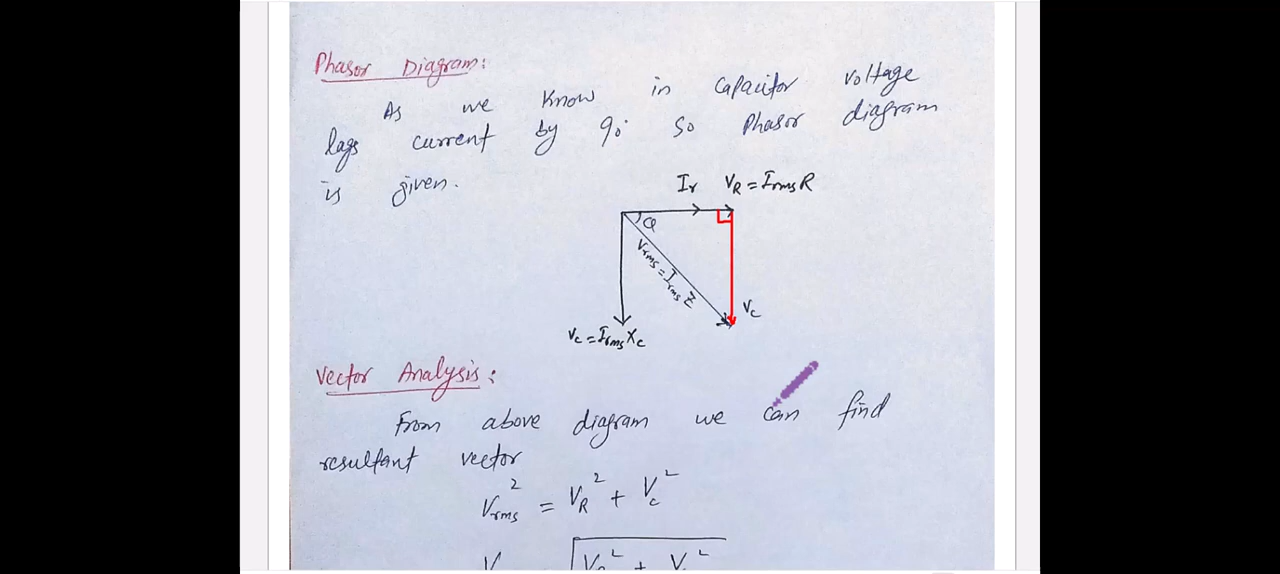 Phasor Diagram:
As we know in capacitor voltage
lags current by 90° so Phasor diagram
is given.
Ir VR = Irms R
φ
Vrms = Irms Z
Vc
Vc = Irms Xc
Vector Analysis:
From above diagram we can find
resultant vector
Vrms² = VR² + Vc²